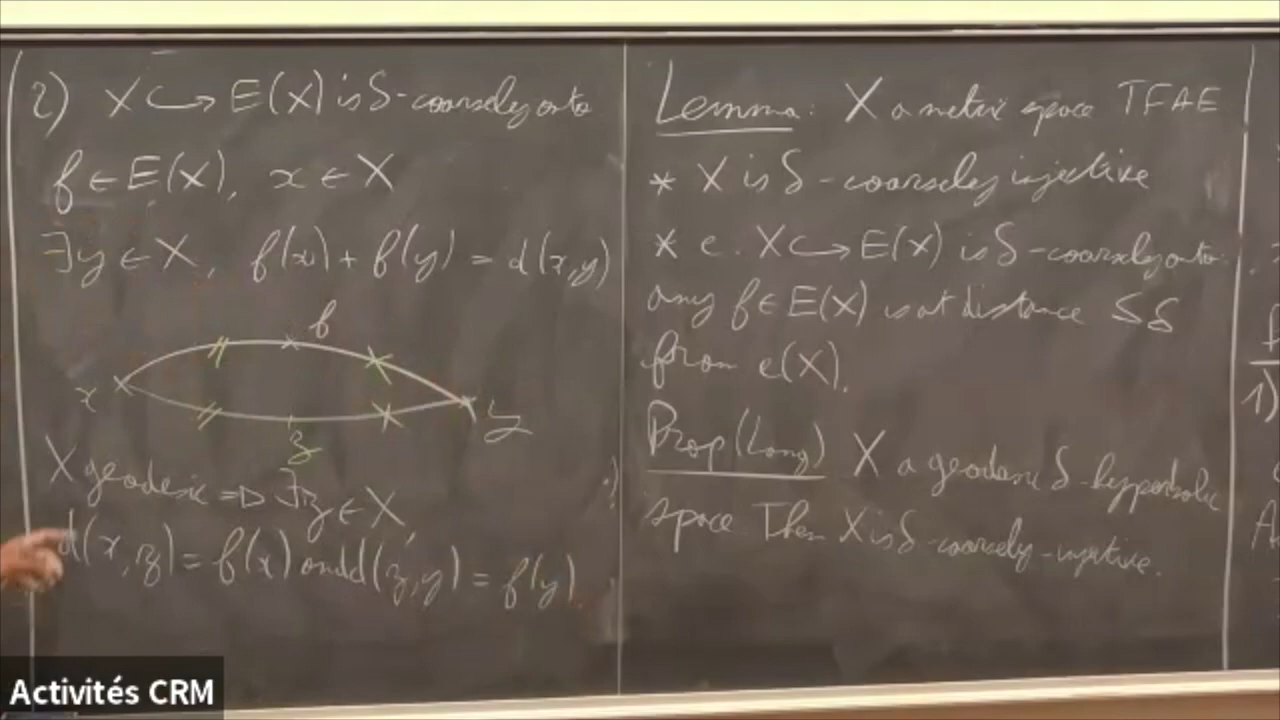 2) X ↪ E(X) is δ-coarsely onto
f ∈ E(X), x ∈ X
∃y ∈ X, f(x) + f(y) = d(x,y)
f
x
y
z
X geodesic ⇒ ∃z ∈ X,
d(x,z) = f(x) and d(z,y) = f(y)
Lemma: X a metric space TFAE
* X is δ-coarsely injective
* e: X ↪ E(X) is δ-coarsely onto:
any f ∈ E(X) is at distance ≤ δ
from e(X).
Prop (Lang) X a geodesic δ-hyperbolic
space. Then X is δ-coarsely-injective.
1)
A
Activités CRM